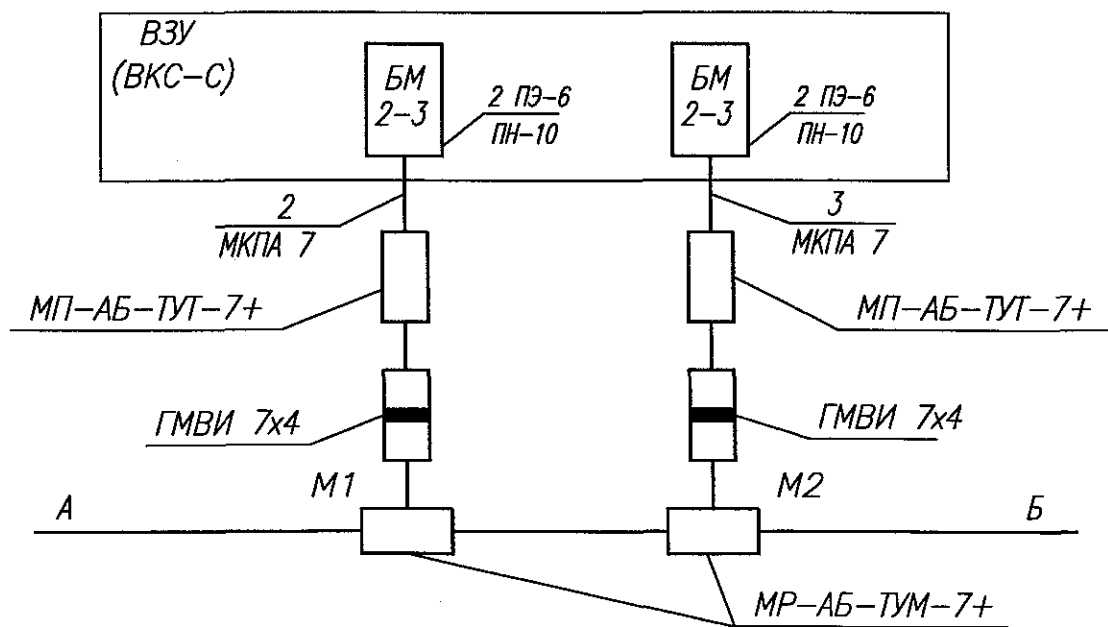 ВЗУ
(ВКС-С)
БМ
2-3
2 ПЭ-6
ПН-10
БМ
2-3
2 ПЭ-6
ПН-10
2
МКПА 7
3
МКПА 7
МП-АБ-ТУТ-7+
МП-АБ-ТУТ-7+
ГМВИ 7х4
ГМВИ 7х4
М1
М2
А
Б
МР-АБ-ТУМ-7+